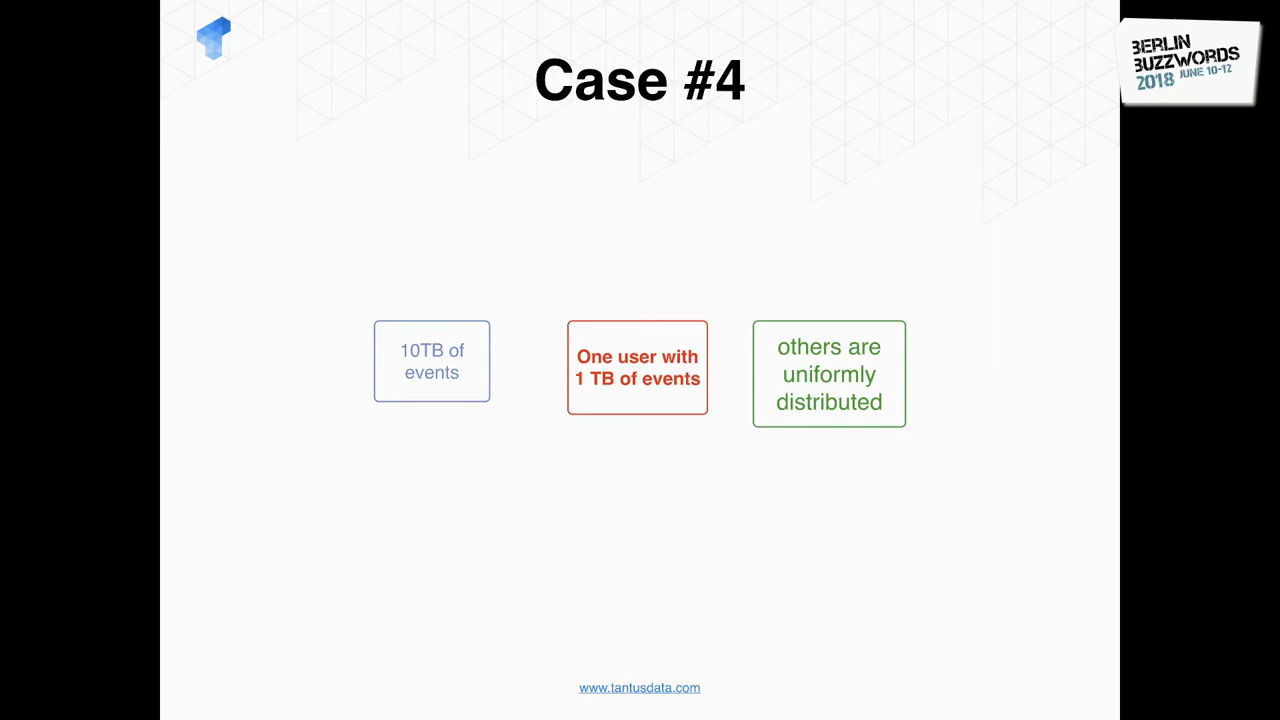 BERLIN
BUZZWORDS
2018 JUNE 10-12
Case #4
10TB of
events
One user with
1 TB of events
others are
uniformly
distributed
www.tantusdata.com